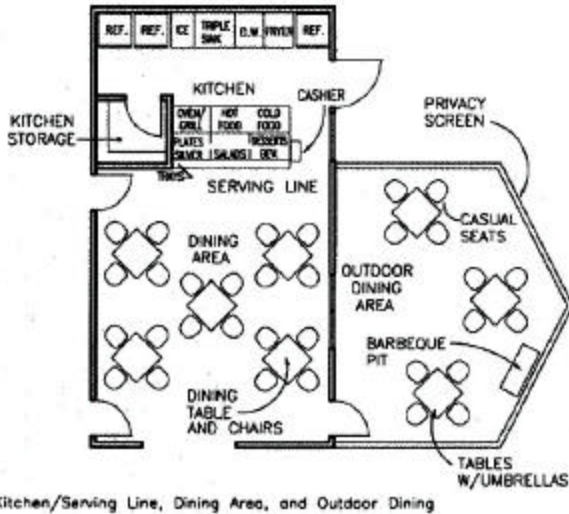 REF. REF. ICE TRIPLE SINK D.W. FRYER REF.
KITCHEN
CASHIER
PRIVACY
SCREEN
KITCHEN
STORAGE
OVEN/
GRILL
HOT
FOOD
COLD
FOOD
PLATES
SILVER
SALADS
DESSERTS
BEV.
TRAYS
SERVING LINE
DINING
AREA
CASUAL
SEATS
OUTDOOR
DINING
AREA
BARBEQUE
PIT
DINING
TABLE
AND CHAIRS
TABLES
W/UMBRELLAS
Kitchen/Serving Line, Dining Area, and Outdoor Dining